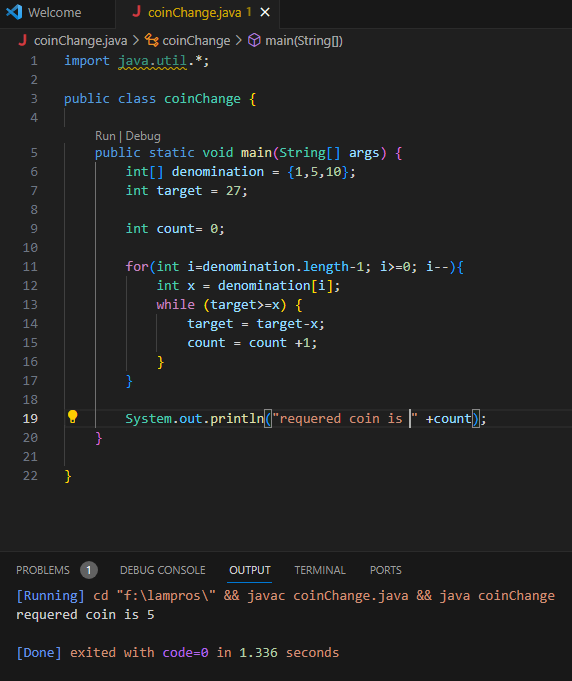 Welcome
J coinChange.java 1 ×
J coinChange.java > coinChange > main(String[])
1 import java.util.*;
2
3 public class coinChange {
4
Run | Debug
5 public static void main(String[] args) {
6 int[] denomination = {1,5,10};
7 int target = 27;
8
9 int count= 0;
10
11 for(int i=denomination.length-1; i>=0; i--){
12 int x = denomination[i];
13 while (target>=x) {
14 target = target-x;
15 count = count +1;
16 }
17 }
18
19 System.out.println("requered coin is " +count);
20 }
21
22 }
PROBLEMS 1 DEBUG CONSOLE OUTPUT TERMINAL PORTS
[Running] cd "f:\lampros\" && javac coinChange.java && java coinChange
requered coin is 5
[Done] exited with code=0 in 1.336 seconds